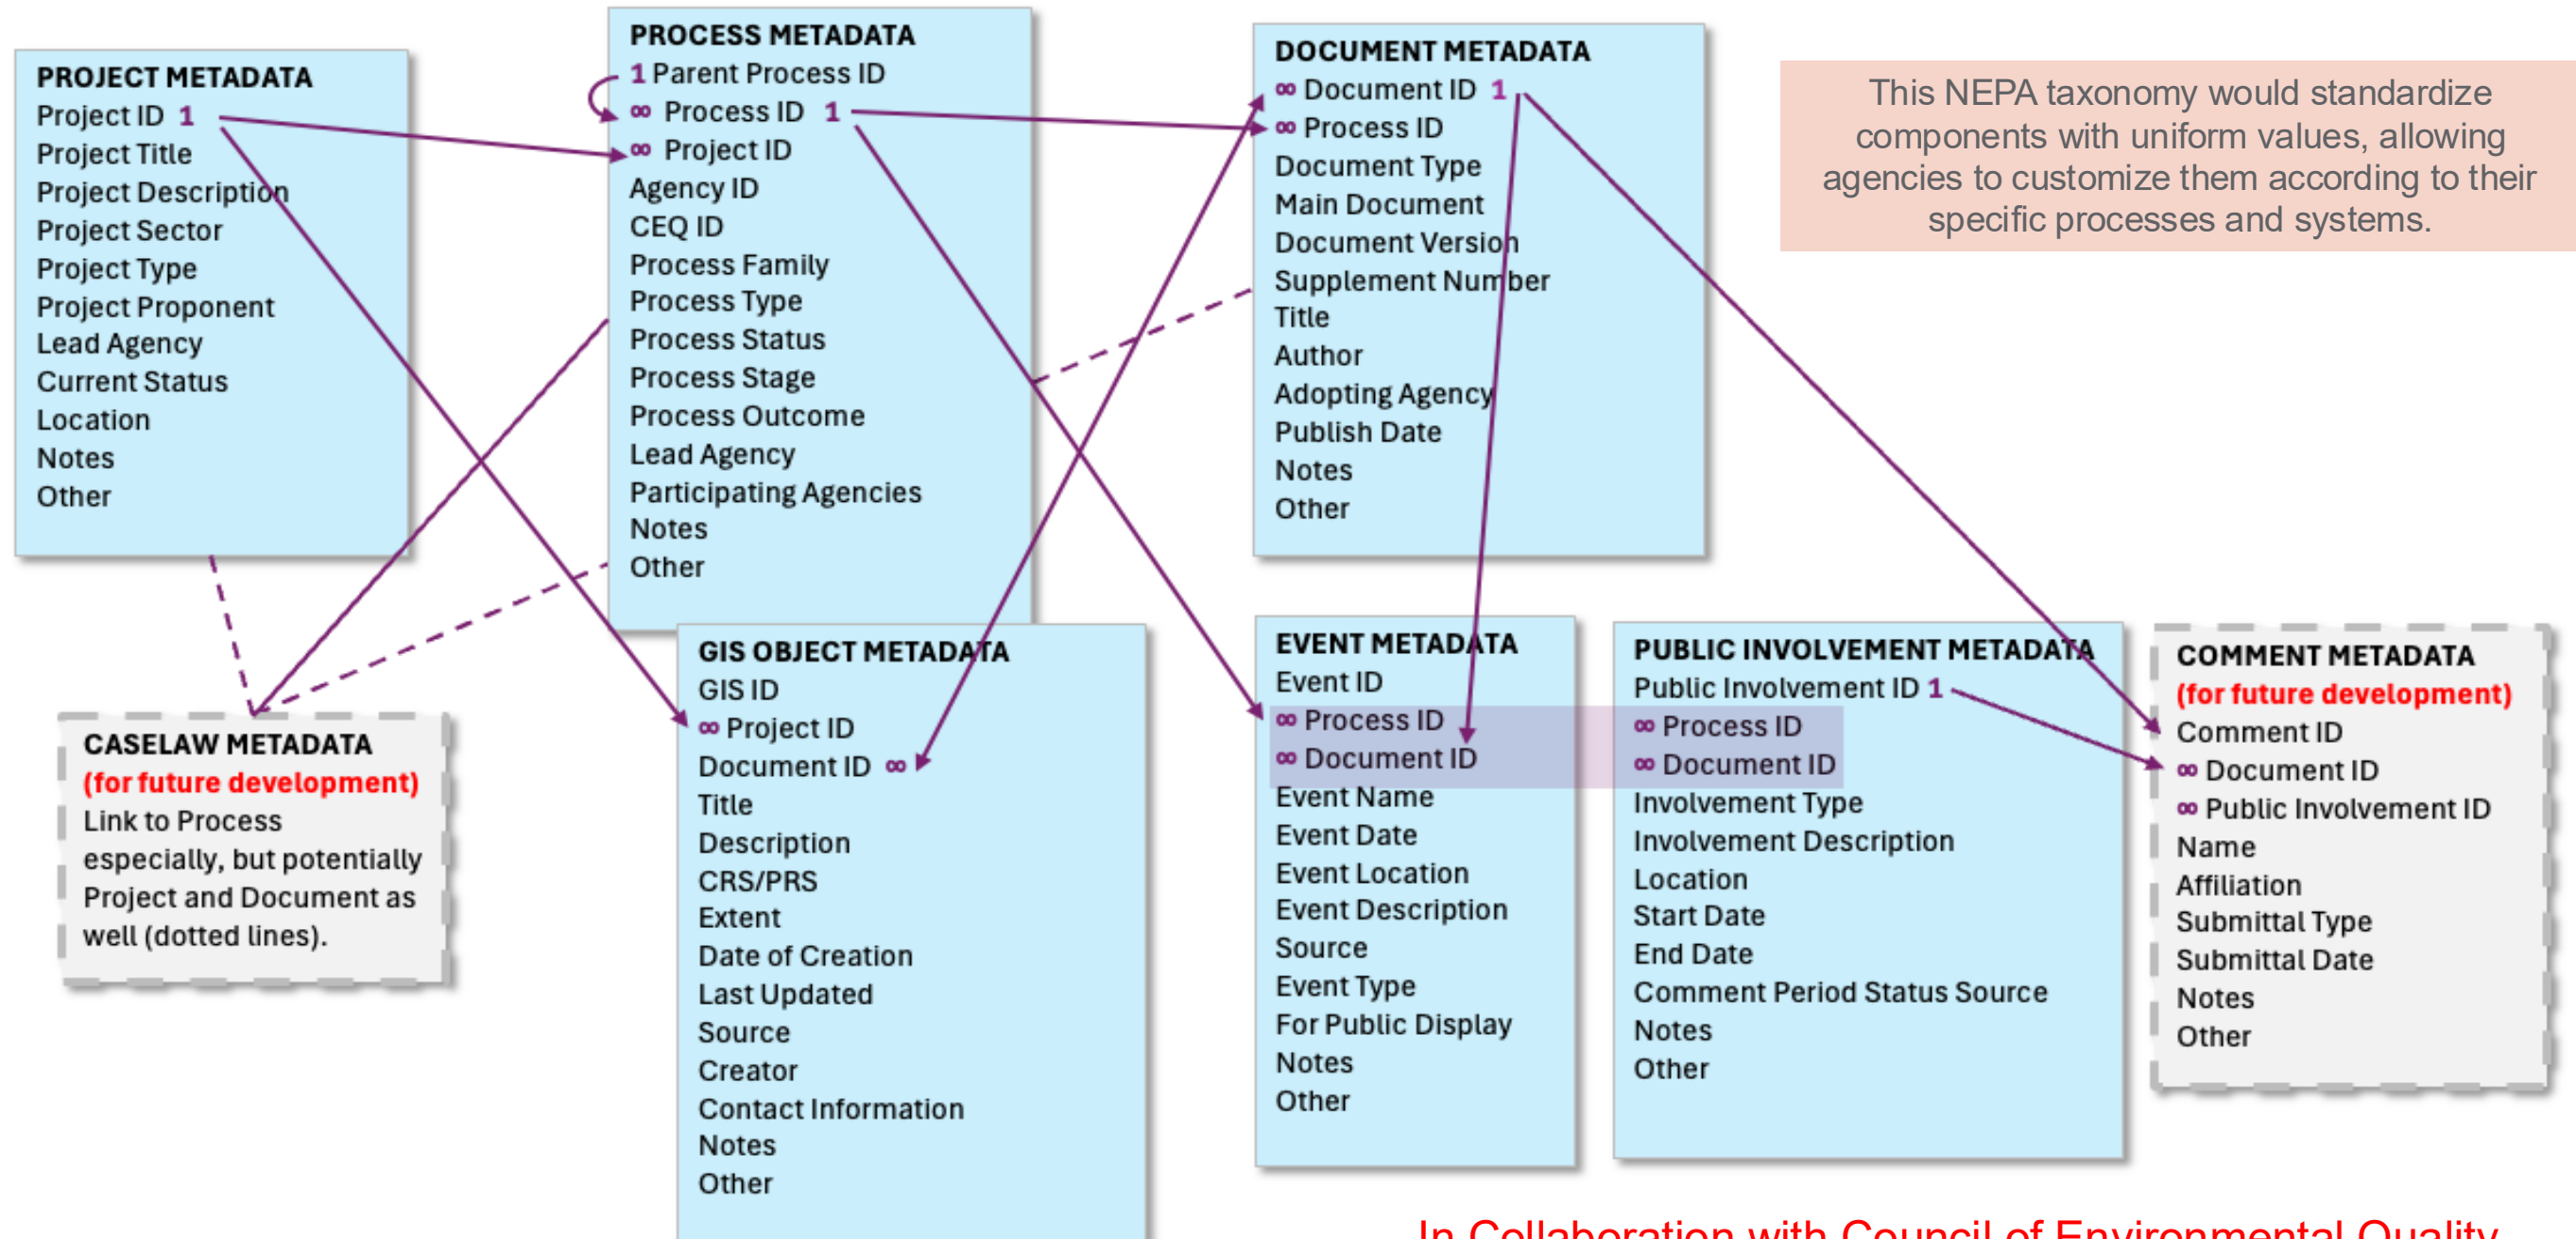 PROJECT METADATA
Project ID 1
Project Title
Project Description
Project Sector
Project Type
Project Proponent
Lead Agency
Current Status
Location
Notes
Other
PROCESS METADATA
1 Parent Process ID
∞ Process ID 1
∞ Project ID
Agency ID
CEQ ID
Process Family
Process Type
Process Status
Process Stage
Process Outcome
Lead Agency
Participating Agencies
Notes
Other
DOCUMENT METADATA
∞ Document ID 1
∞ Process ID
Document Type
Main Document
Document Version
Supplement Number
Title
Author
Adopting Agency
Publish Date
Notes
Other
This NEPA taxonomy would standardize
components with uniform values, allowing
agencies to customize them according to their
specific processes and systems.
CASELAW METADATA
(for future development)
Link to Process
especially, but potentially
Project and Document as
well (dotted lines).
GIS OBJECT METADATA
GIS ID
∞ Project ID
Document ID ∞
Title
Description
CRS/PRS
Extent
Date of Creation
Last Updated
Source
Creator
Contact Information
Notes
Other
EVENT METADATA
Event ID
∞ Process ID
∞ Document ID
Event Name
Event Date
Event Location
Event Description
Source
Event Type
For Public Display
Notes
Other
PUBLIC INVOLVEMENT METADATA
Public Involvement ID 1
∞ Process ID
∞ Document ID
Involvement Type
Involvement Description
Location
Start Date
End Date
Comment Period Status Source
Notes
Other
COMMENT METADATA
(for future development)
Comment ID
∞ Document ID
∞ Public Involvement ID
Name
Affiliation
Submittal Type
Submittal Date
Notes
Other
In Collaboration with Council of Environmental Quality